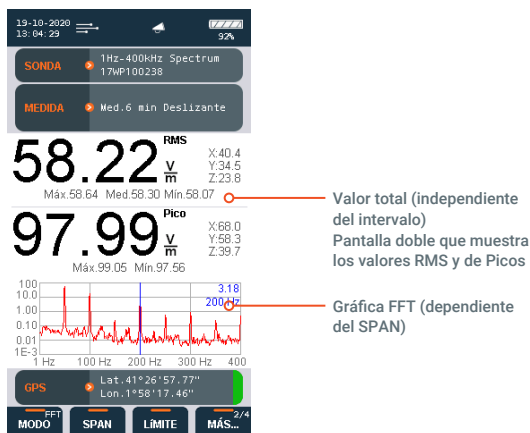 19-10-2020
13:04:29
92%
SONDA
1Hz-400kHz Spectrum
17WP100238
MEDIDA
Med.6 min Deslizante
RMS
58.22 V/m
X:40.4
Y:34.5
Z:23.8
Máx.58.64 Med.58.30 Mín.58.07
Pico
97.99 V/m
X:68.0
Y:58.3
Z:39.7
Máx.99.05 Mín.97.56
Valor total (independiente
del intervalo)
Pantalla doble que muestra
los valores RMS y de Picos
100
10.0
1.00
0.10
0.01
1E-3
3.18
200 Hz
1 Hz 100 Hz 200 Hz 300 Hz 400
Gráfica FFT (dependiente
del SPAN)
GPS
Lat.41°26'57.77"
Lon.1°58'17.46"
FFT
MODO
SPAN
LíMITE
2/4
MÁS...